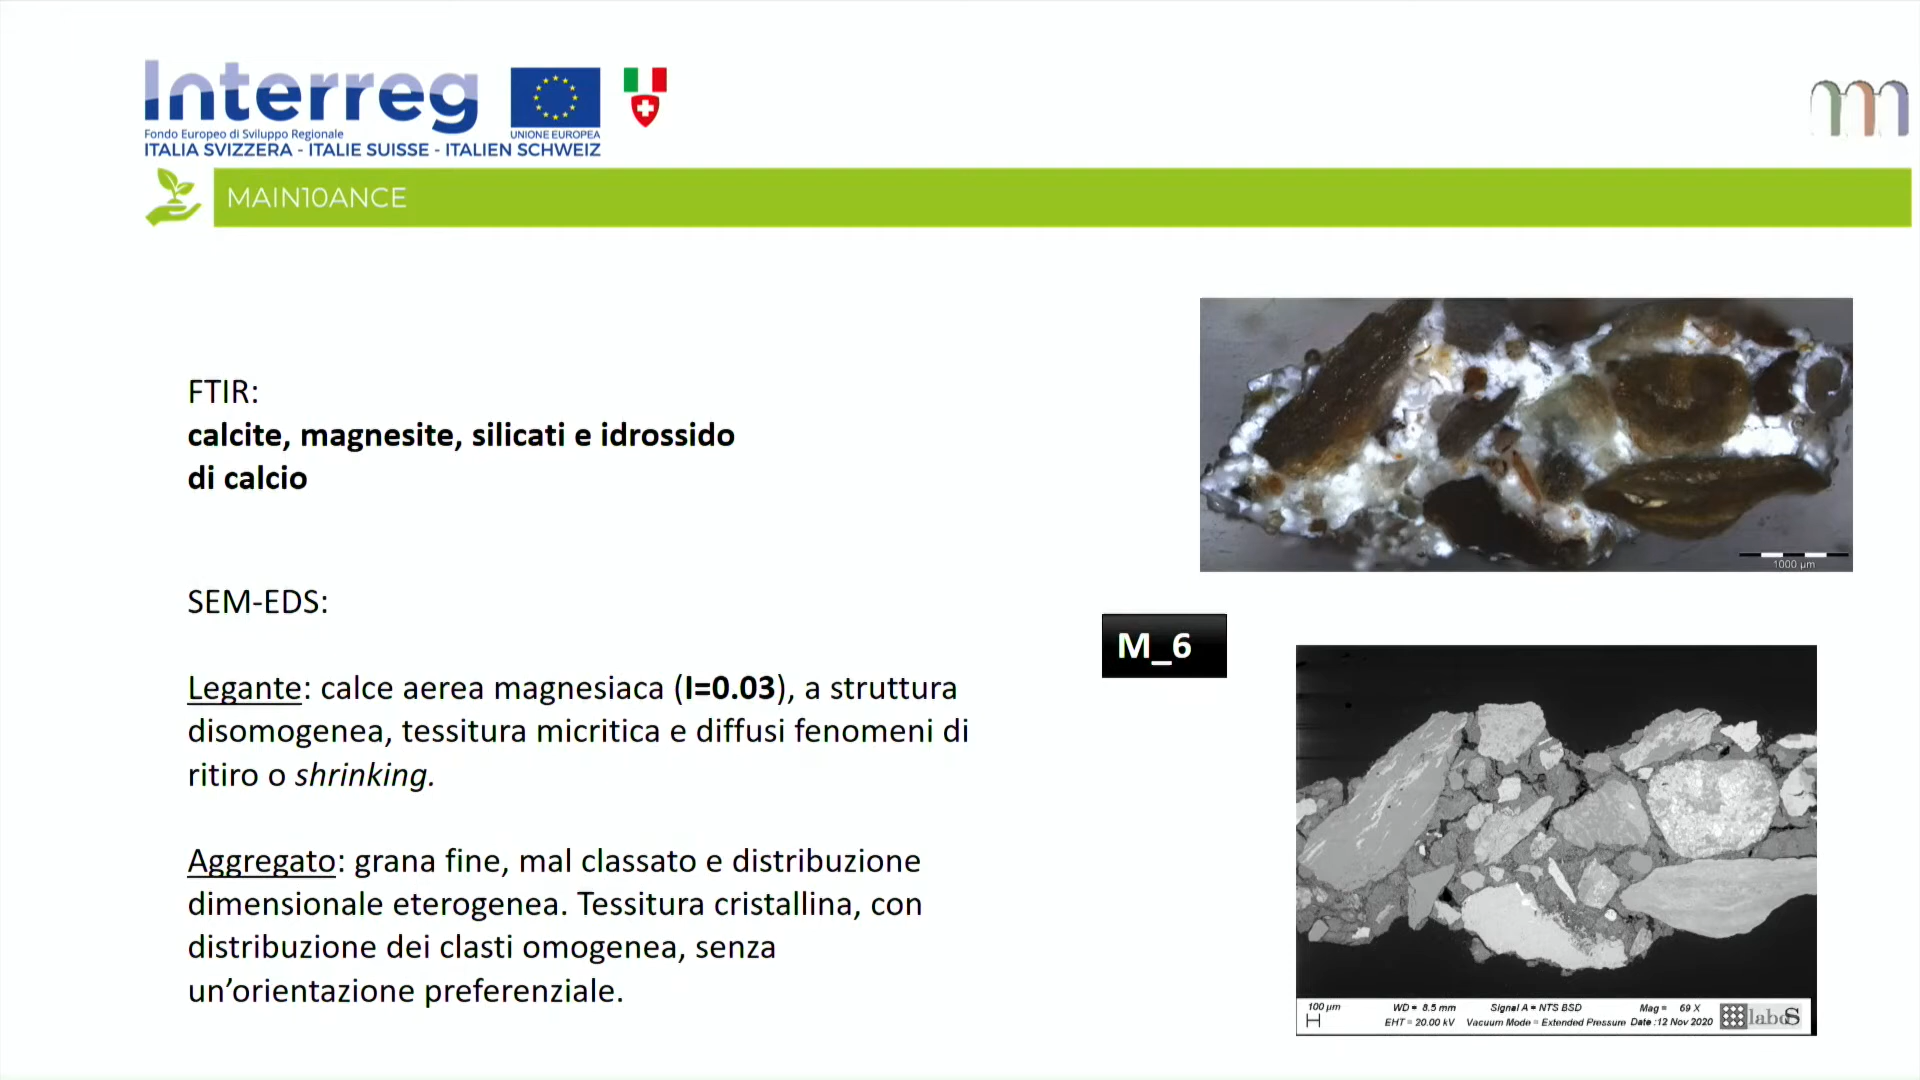 Interreg
Fondo Europeo di Sviluppo Regionale
UNIONE EUROPEA
ITALIA SVIZZERA - ITALIE SUISSE - ITALIEN SCHWEIZ
MAIN10ANCE
FTIR:
calcite, magnesite, silicati e idrossido
di calcio
SEM-EDS:
Legante: calce aerea magnesiaca (I=0.03), a struttura
disomogenea, tessitura micritica e diffusi fenomeni di
ritiro o shrinking.
Aggregato: grana fine, mal classato e distribuzione
dimensionale eterogenea. Tessitura cristallina, con
distribuzione dei clasti omogenea, senza
un’orientazione preferenziale.
1000 µm
M_6
100 µm WD = 8.5 mm Signal A = NTS BSD Mag = 69 X
EHT = 20.00 kV Vacuum Mode = Extended Pressure Date :12 Nov 2020
laboS